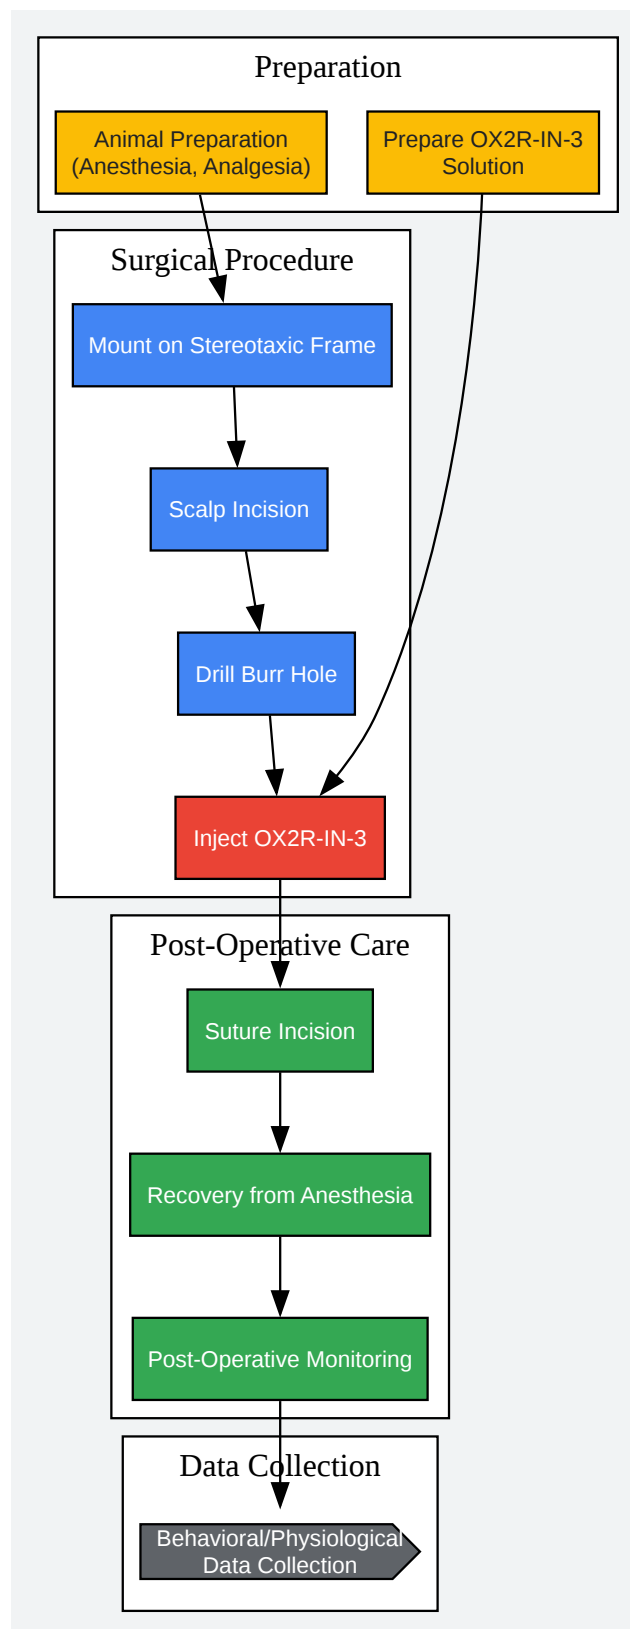 Preparation
Animal Preparation
(Anesthesia, Analgesia)
Prepare OX2R-IN-3
Solution
Surgical Procedure
Mount on Stereotaxic Frame
Scalp Incision
Drill Burr Hole
Inject OX2R-IN-3
Post-Operative Care
Suture Incision
Recovery from Anesthesia
Post-Operative Monitoring
Data Collection
Behavioral/Physiological
Data Collection